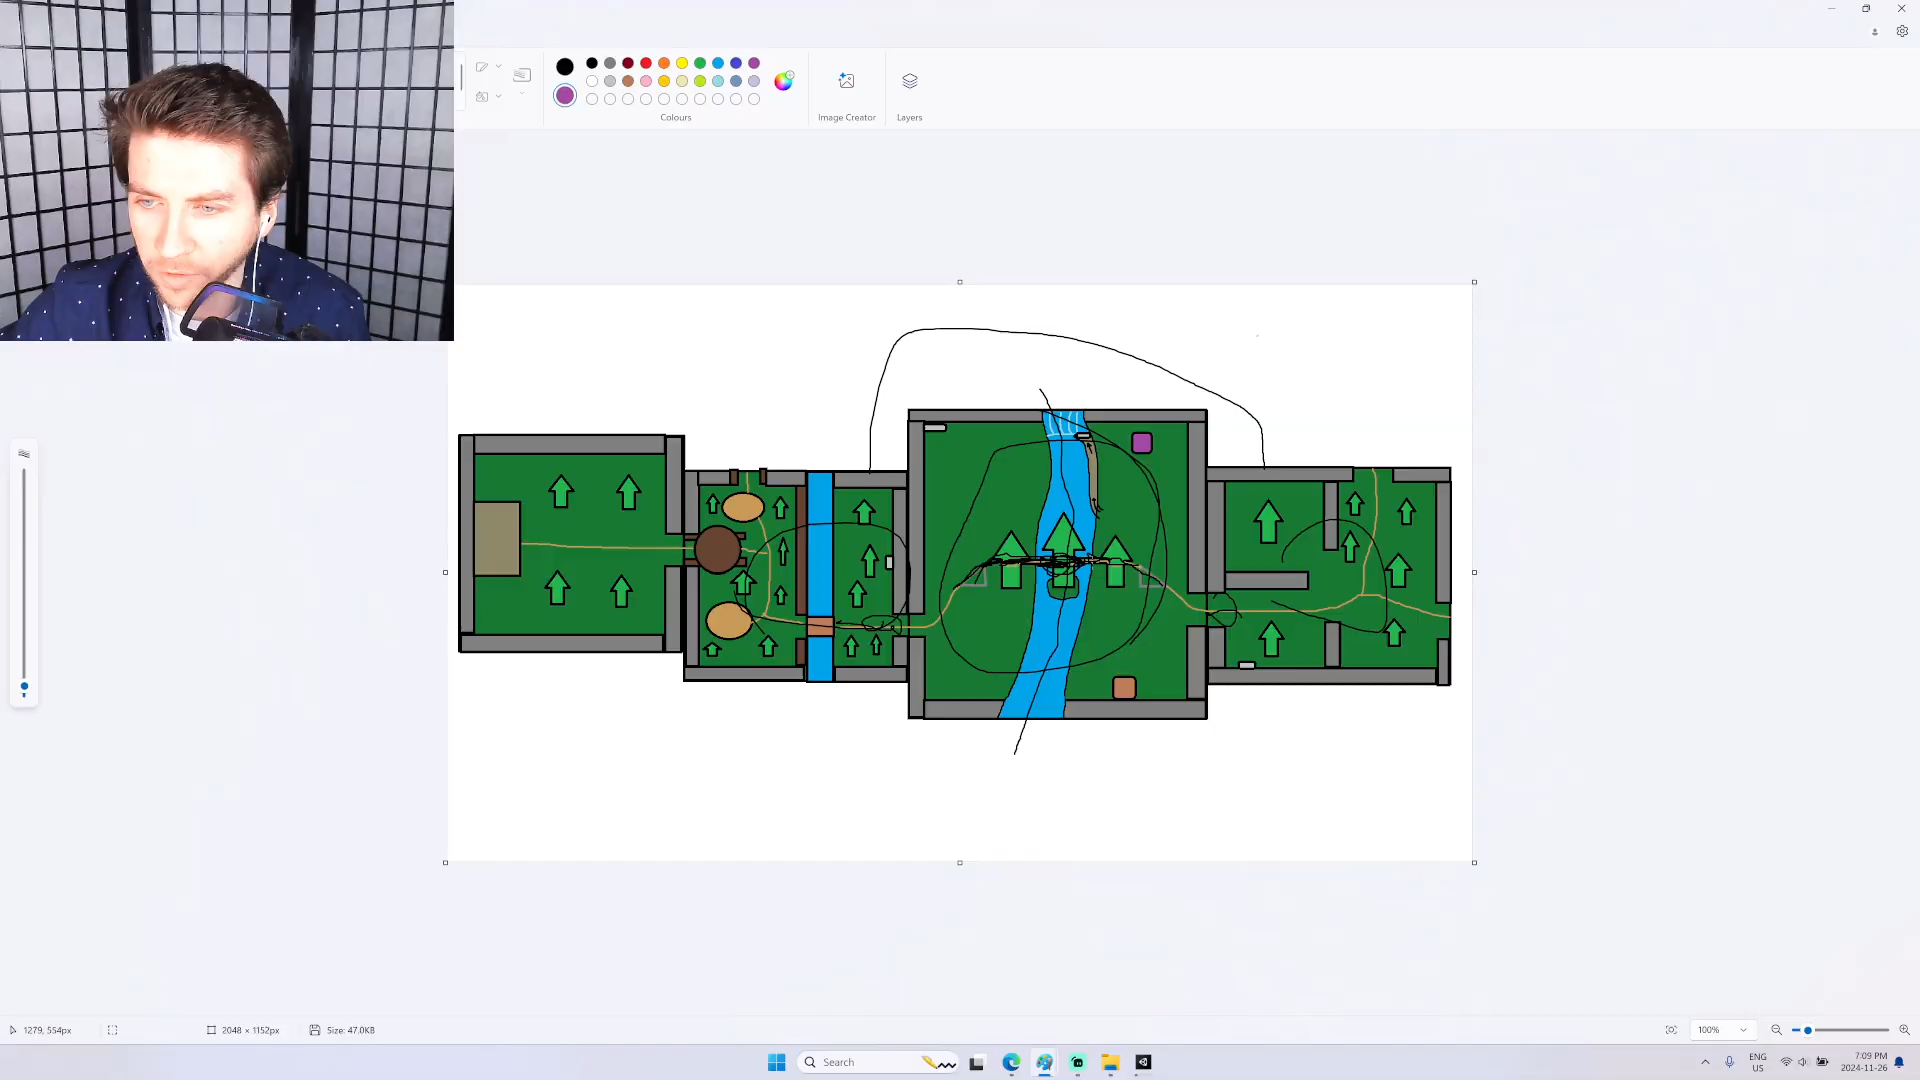 Colours
Image Creator
Layers
1279, 554px
2048 × 1152px
Size: 47.0KB
100%
Search
ENG
US
7:09 PM
2024-11-26